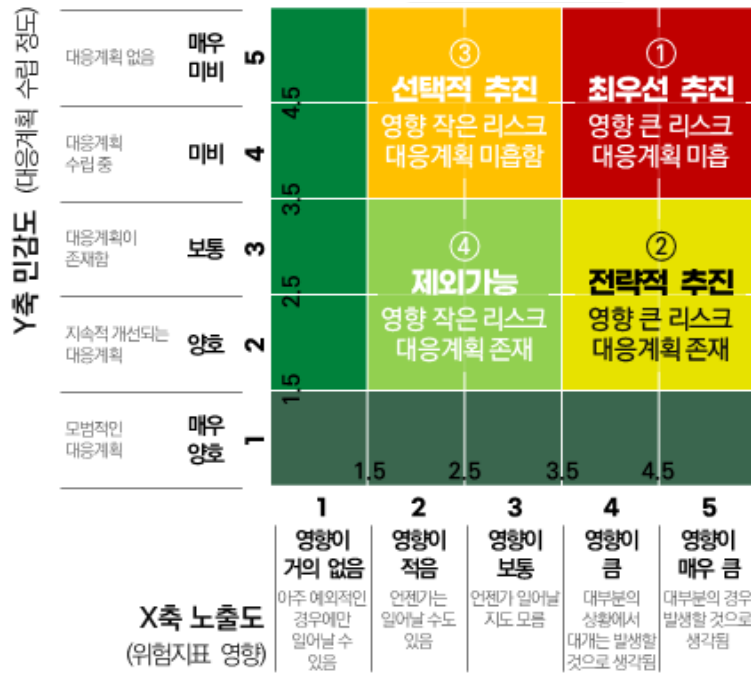 Y축 민감도 (대응계획 수립 정도)
대응계획 없음
매우
미비
5
대응계획
수립 중
미비
4
대응계획이
존재함
보통
3
지속적 개선되는
대응계획
양호
2
모범적인
대응계획
매우
양호
1
4.5
3.5
2.5
1.5
③
선택적 추진
영향 작은 리스크
대응계획 미흡함
①
최우선 추진
영향 큰 리스크
대응계획 미흡
④
제외가능
영향 작은 리스크
대응계획 존재
②
전략적 추진
영향 큰 리스크
대응계획 존재
1.5 2.5 3.5 4.5
X축 노출도
(위험지표 영향)
1
영향이
거의 없음
아주 예외적인
경우에만
일어날 수
있음
2
영향이
적음
언젠가는
일어날 수도
있음
3
영향이
보통
언젠가 일어날
지도 모름
4
영향이
큼
대부분의
상황에서
대개는 발생할
것으로 생각됨
5
영향이
매우 큼
대부분의 경우
발생할 것으로
생각됨